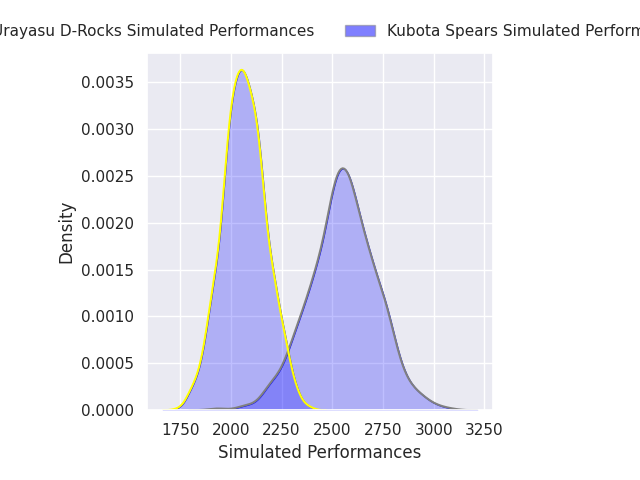 Urayasu D-Rocks Simulated Performances
Kubota Spears Simulated
0.0035
0.0030
0.0025
0.0020
0.0015
0.0010
0.0005
0.0000
Density
1750 2000 2250 2500 2750 3000 3250
Simulated Performances